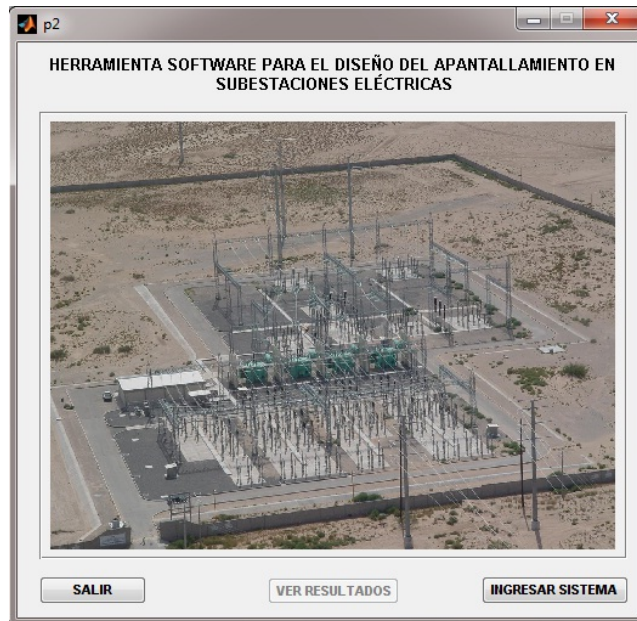 p2
HERRAMIENTA SOFTWARE PARA EL DISEÑO DEL APANTALLAMIENTO EN
SUBESTACIONES ELÉCTRICAS
SALIR
VER RESULTADOS
INGRESAR SISTEMA